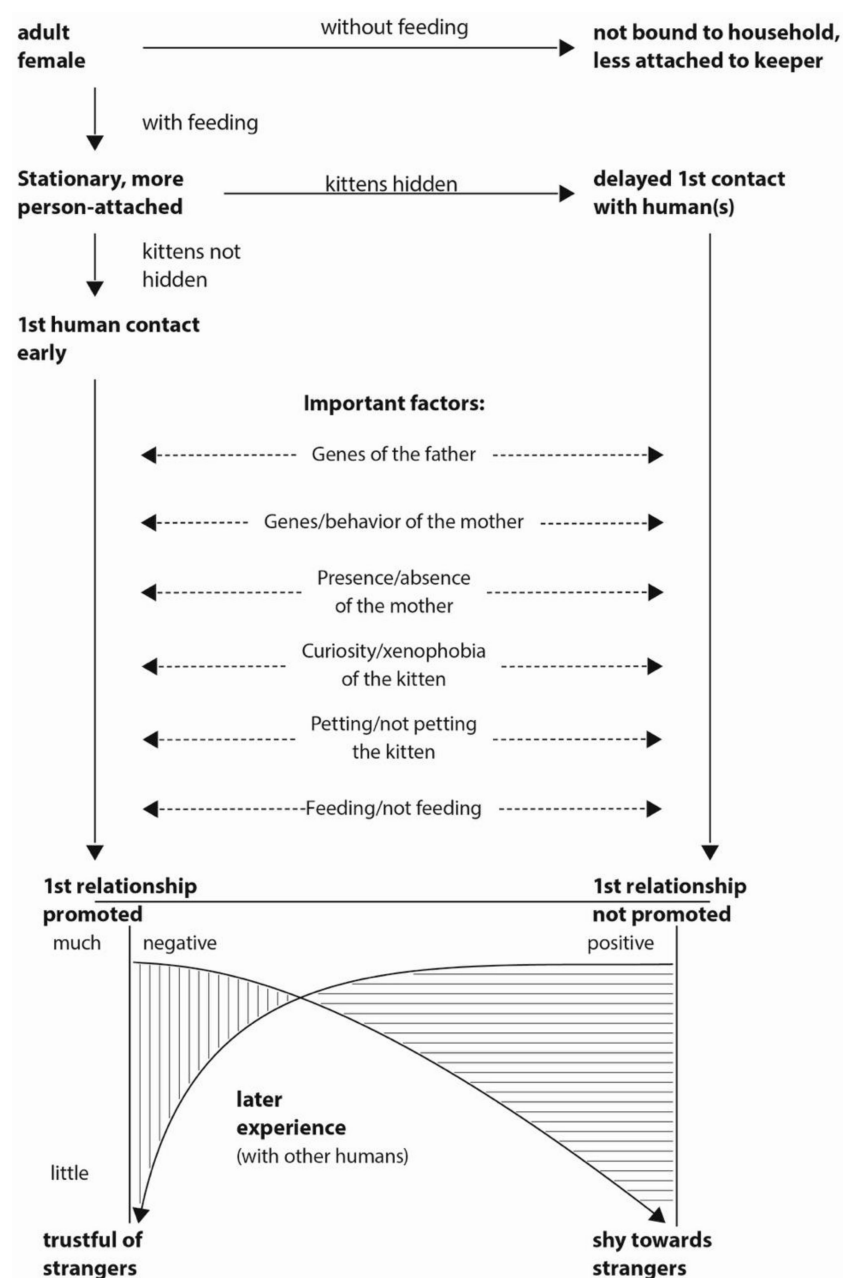 adult
female
without feeding
not bound to household,
less attached to keeper
with feeding
Stationary, more
person-attached
kittens hidden
delayed 1st contact
with human(s)
kittens not
hidden
1st human contact
early
Important factors:
Genes of the father
Genes/behavior of the mother
Presence/absence
of the mother
Curiosity/xenophobia
of the kitten
Petting/not petting
the kitten
Feeding/not feeding
1st relationship
promoted
1st relationship
not promoted
much
negative
positive
later
experience
(with other humans)
little
trustful of
strangers
shy towards
strangers